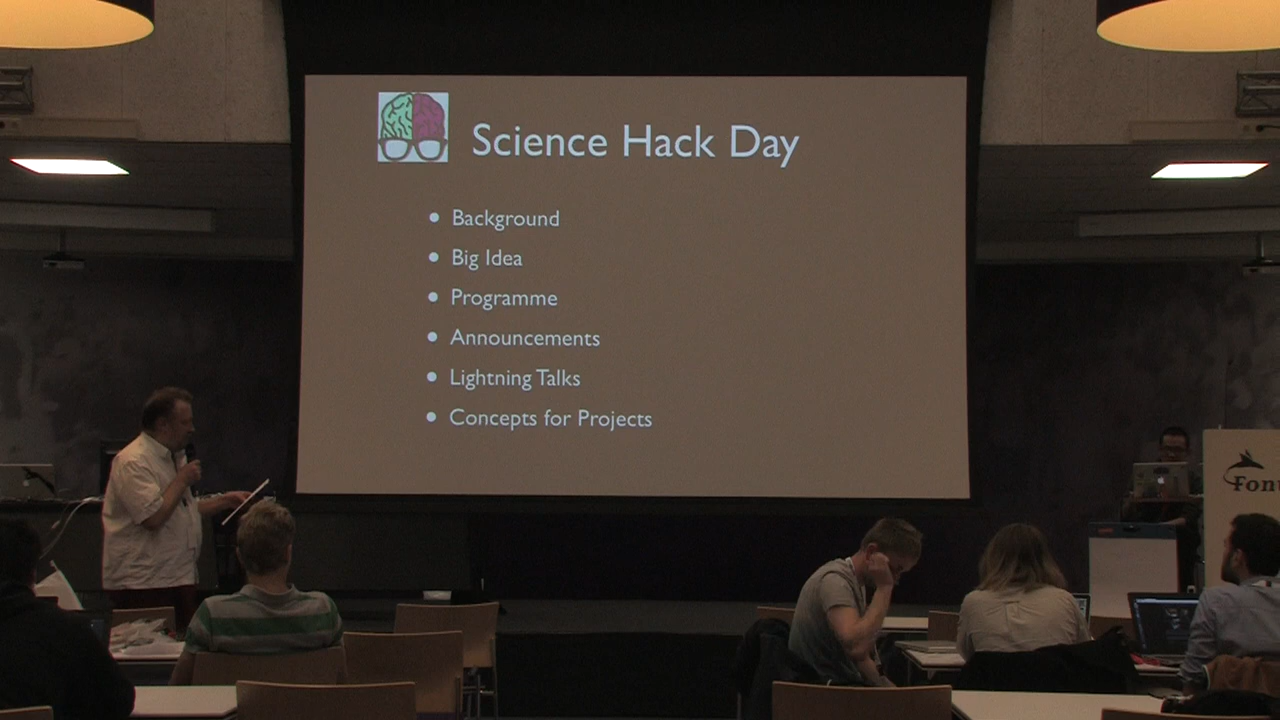 Science Hack Day
• Background
• Big Idea
• Programme
• Announcements
• Lightning Talks
• Concepts for Projects
Font